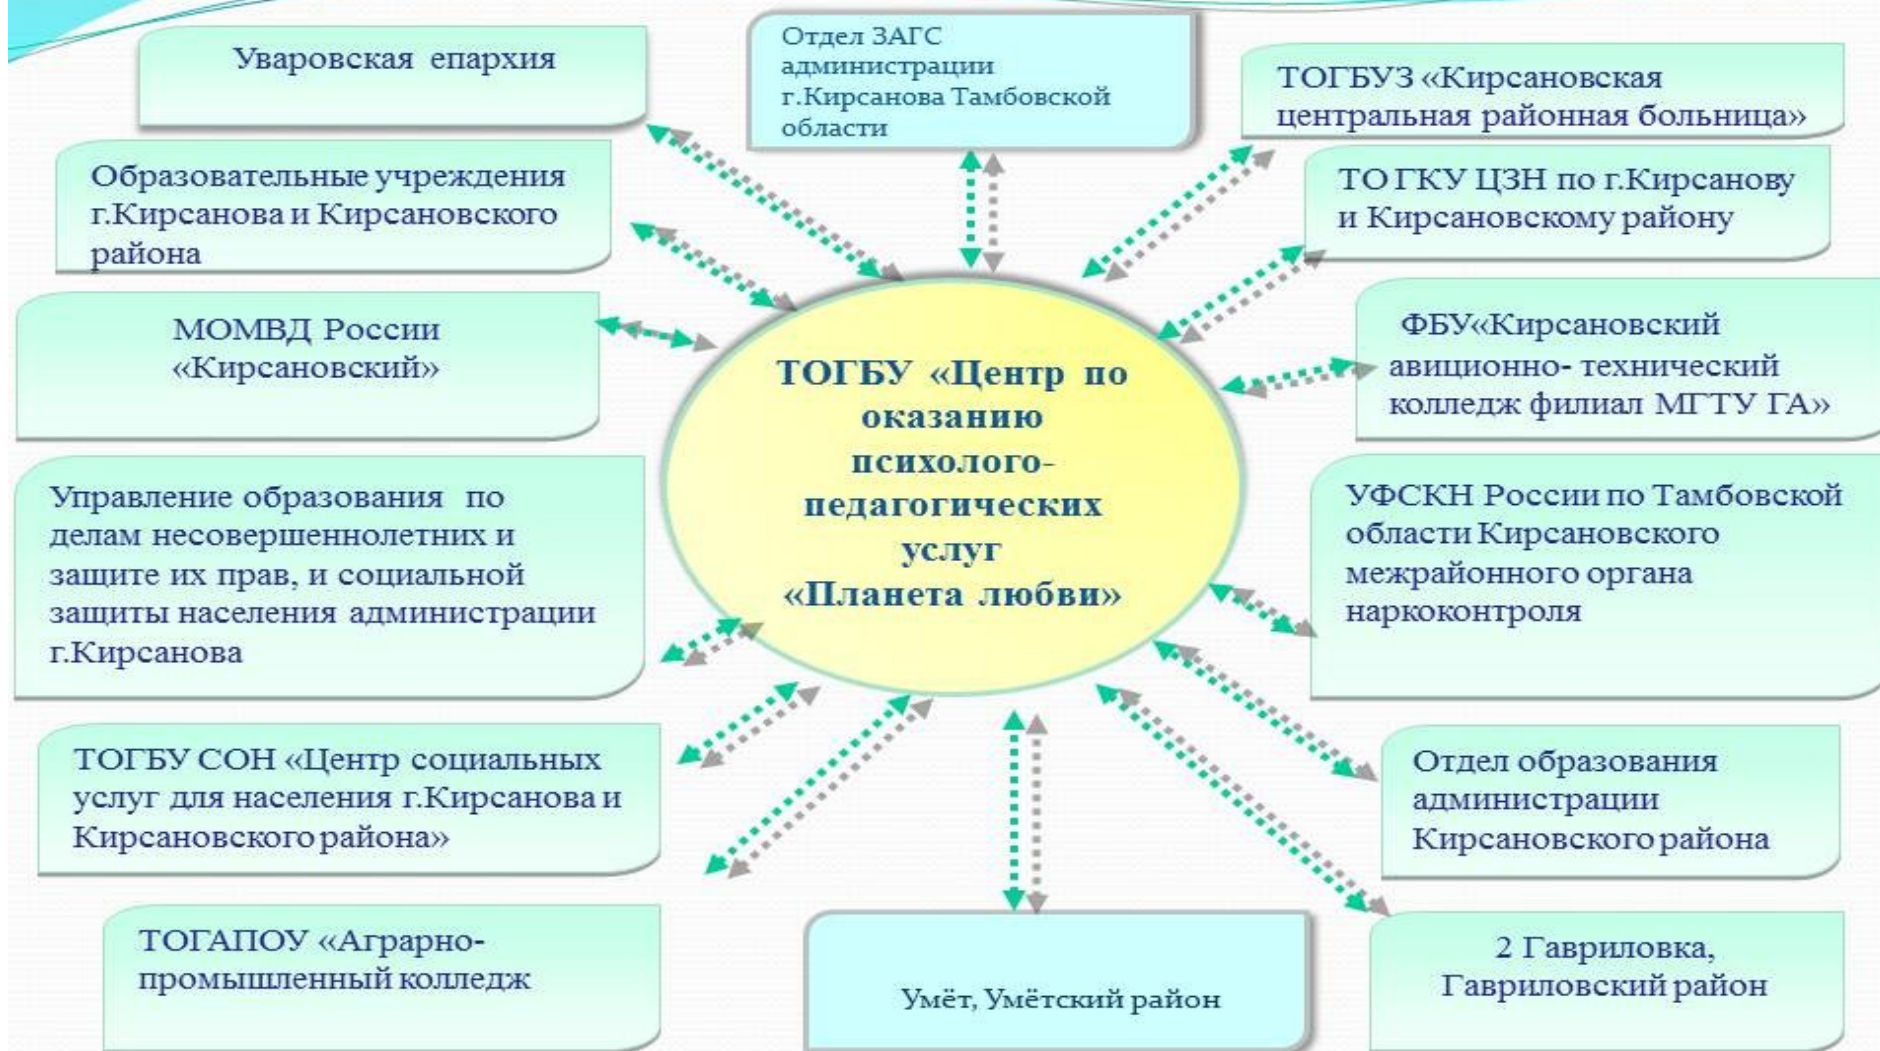 Уваровская епархия
Отдел ЗАГС
администрации
г.Кирсанова Тамбовской
области
ТОГБУЗ «Кирсановская
центральная районная больница»
Образовательные учреждения
г.Кирсанова и Кирсановского
района
ТО ГКУ ЦЗН по г.Кирсанову
и Кирсановскому району
МОМВД России
«Кирсановский»
ФБУ«Кирсановский
авиционно- технический
колледж филиал МГТУ ГА»
ТОГБУ «Центр по
оказанию
психолого-
педагогических
услуг
«Планета любви»
Управление образования по
делам несовершеннолетних и
защите их прав, и социальной
защиты населения администрации
г.Кирсанова
УФСКН России по Тамбовской
области Кирсановского
межрайонного органа
наркоконтроля
ТОГБУ СОН «Центр социальных
услуг для населения г.Кирсанова и
Кирсановского района»
Отдел образования
администрации
Кирсановского района
ТОГАПОУ «Аграрно-
промышленный колледж
Умёт, Умётский район
2 Гавриловка,
Гавриловский район